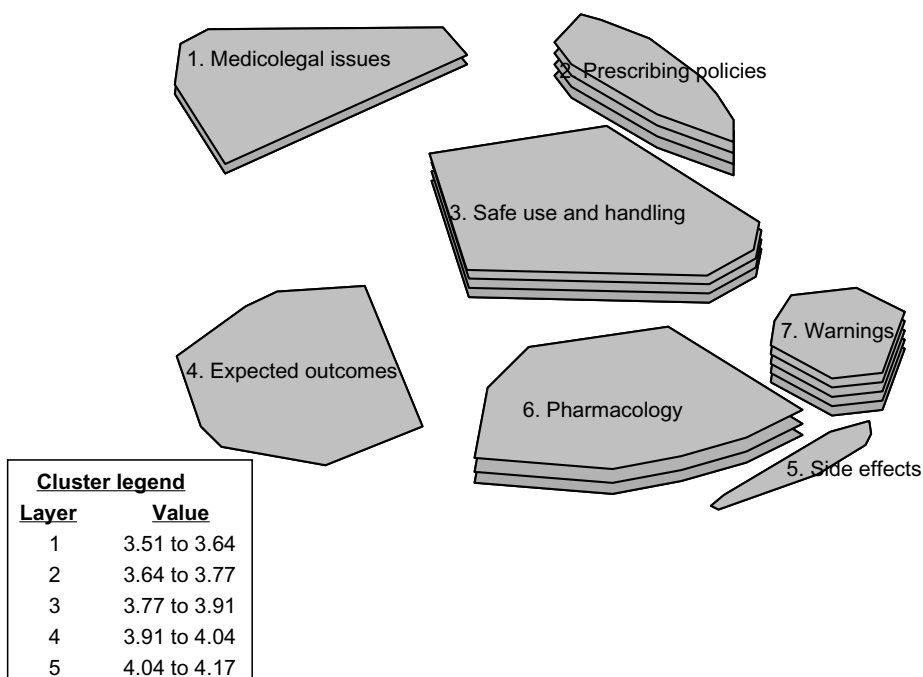 1. Medicolegal issues
2. Prescribing policies
3. Safe use and handling
7. Warnings
4. Expected outcomes
6. Pharmacology
5. Side effects
Cluster legend
Layer Value
1 3.51 to 3.64
2 3.64 to 3.77
3 3.77 to 3.91
4 3.91 to 4.04
5 4.04 to 4.17